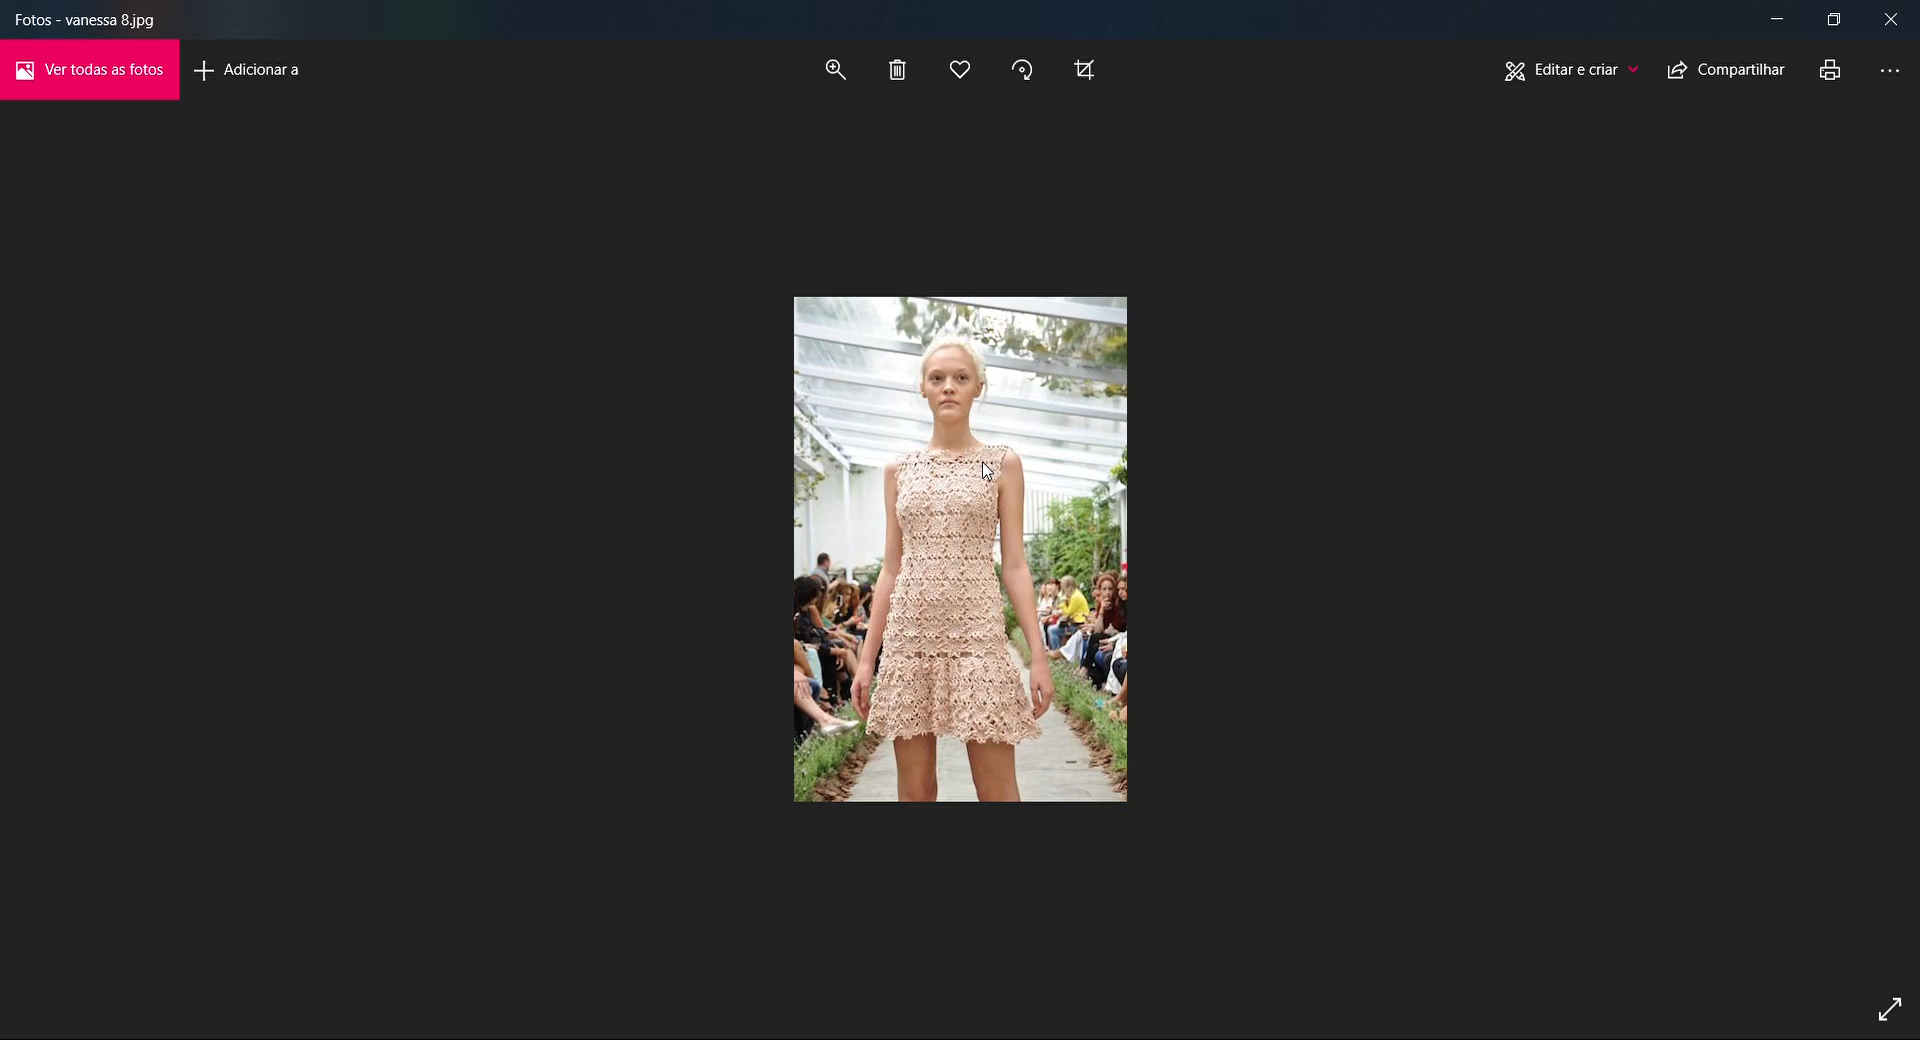 Fotos - vanessa 8.jpg
Ver todas as fotos
Adicionar a
Editar e criar
Compartilhar